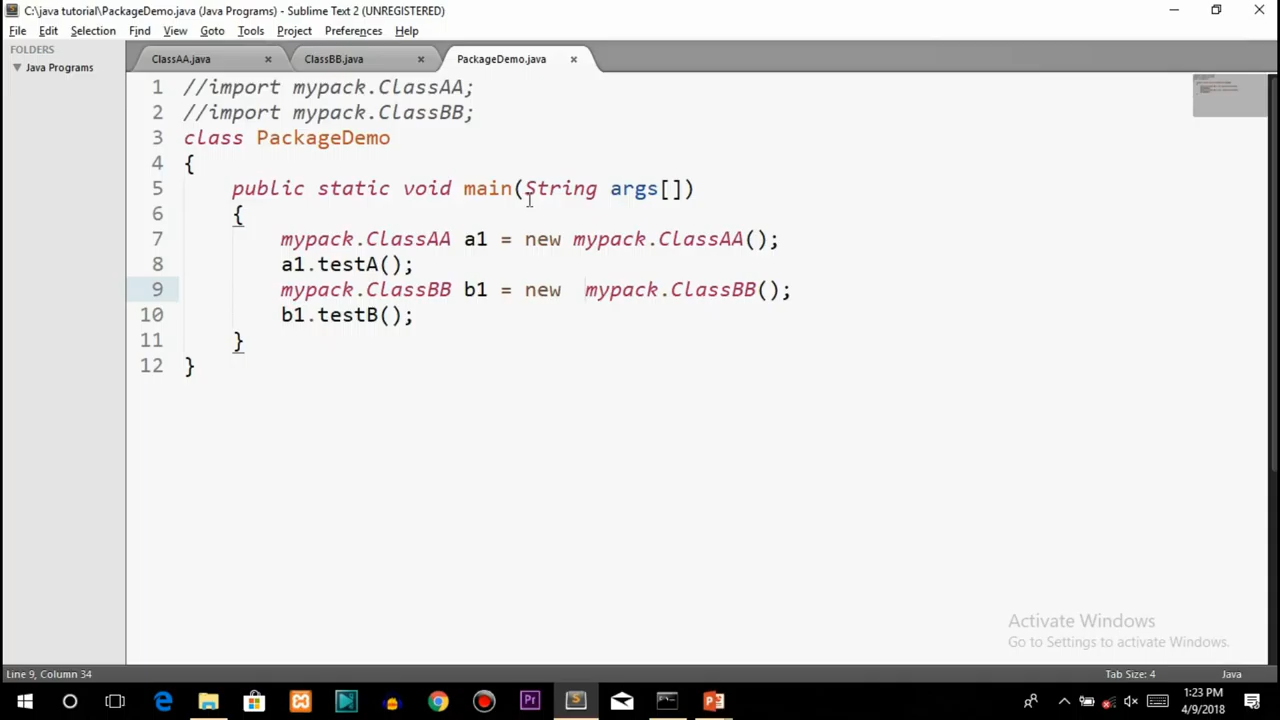 C:\java tutorial\PackageDemo.java (Java Programs) - Sublime Text 2 (UNREGISTERED)
File Edit Selection Find View Goto Tools Project Preferences Help
FOLDERS
Java Programs
ClassAA.java ClassBB.java PackageDemo.java
1 //import mypack.ClassAA;
2 //import mypack.ClassBB;
3 class PackageDemo
4 {
5 public static void main(String args[])
6 {
7 mypack.ClassAA a1 = new mypack.ClassAA();
8 a1.testA();
9 mypack.ClassBB b1 = new  mypack.ClassBB();
10 b1.testB();
11 }
12 }
Activate Windows
Go to Settings to activate Windows.
Line 9, Column 34 Tab Size: 4 Java
Pr S
1:23 PM
4/9/2018